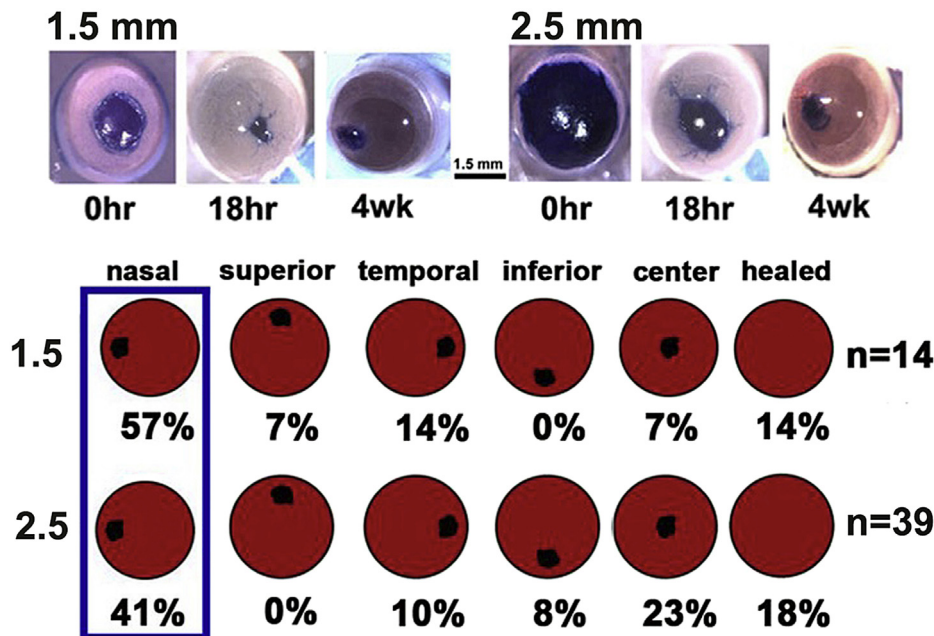 1.5 mm 2.5 mm
1.5 mm
0hr 18hr 4wk 0hr 18hr 4wk
nasal superior temporal inferior center healed
1.5 n=14
57% 7% 14% 0% 7% 14%
2.5 n=39
41% 0% 10% 8% 23% 18%